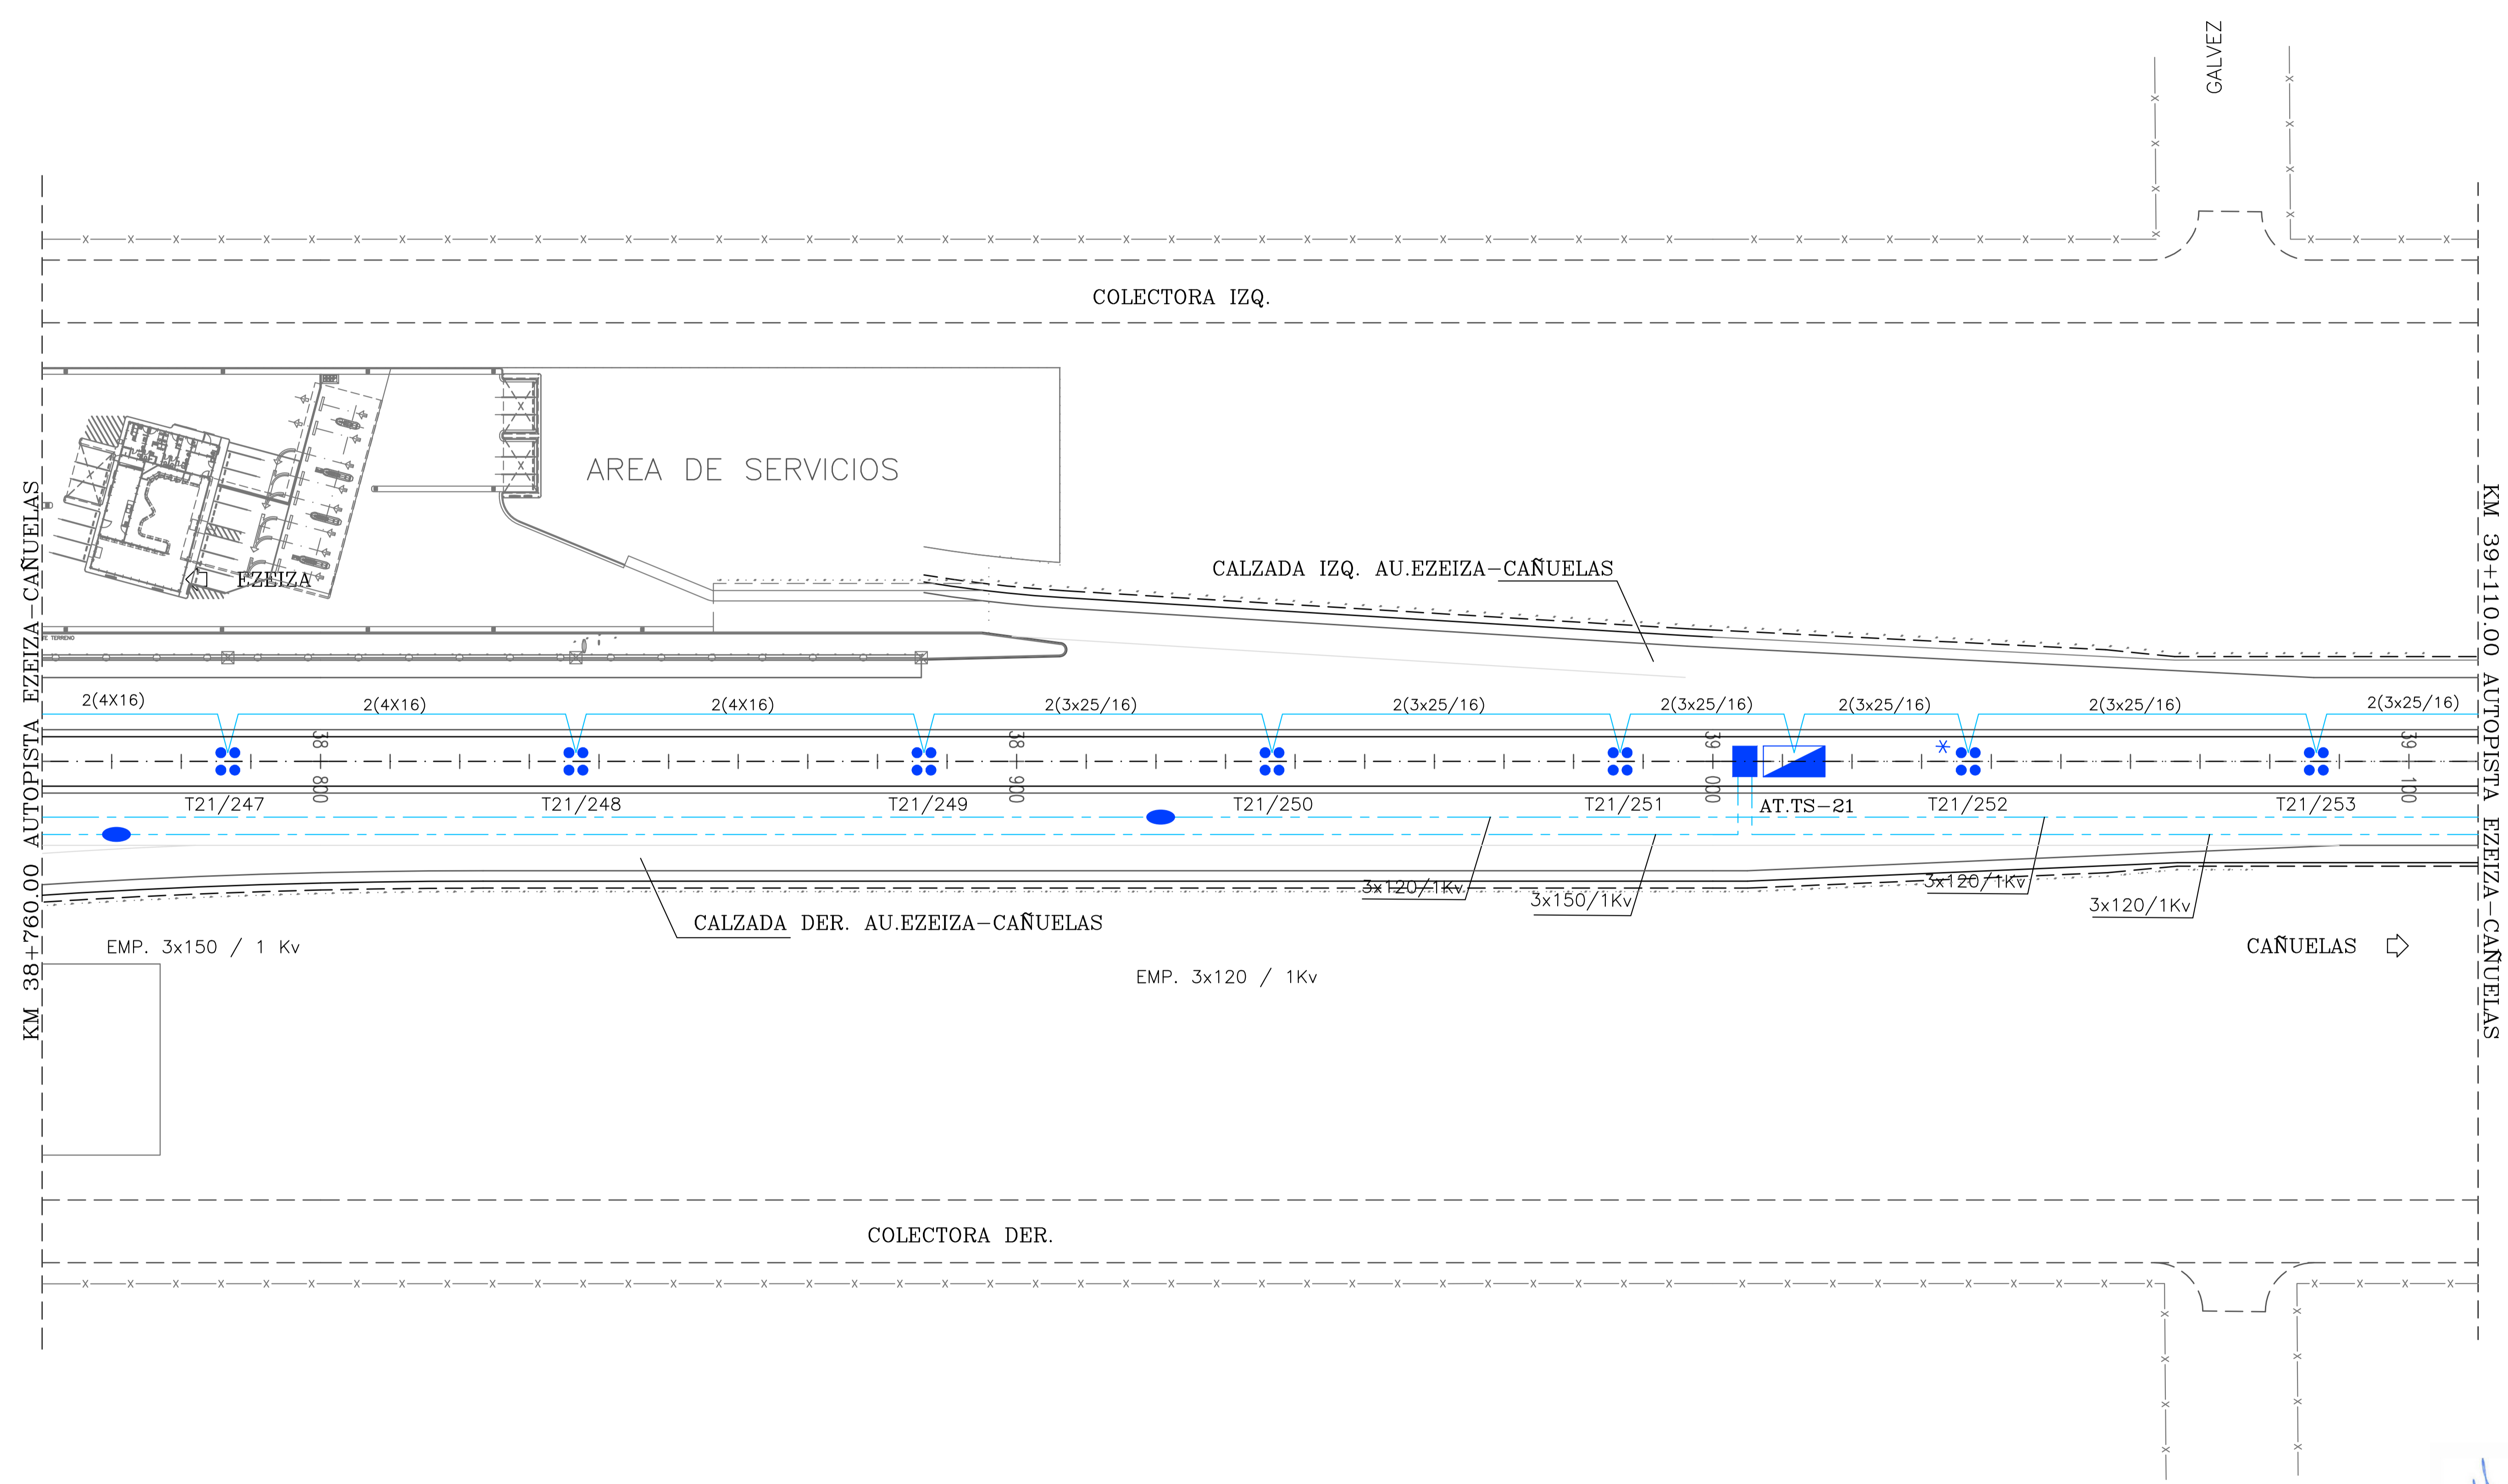 GALVEZ
COLECTORA IZQ.
AREA DE SERVICIOS
EZEIZA
CALZADA IZQ. AU.EZEIZA-CAÑUELAS
KM 38+760.00 AUTOPISTA EZEIZA-CAÑUELAS
KM 39+110.00 AUTOPISTA EZEIZA-CAÑUELAS
TE TERRENO
2(4X16)
2(4X16)
2(4X16)
2(3x25/16)
2(3x25/16)
2(3x25/16)
2(3x25/16)
2(3x25/16)
2(3x25/16)
38 800
38 900
39 000
39 100
T21/247
T21/248
T21/249
T21/250
T21/251
AT.TS-21
T21/252
T21/253
3x120/1Kv
3x150/1Kv
3x120/1Kv
3x120/1Kv
CALZADA DER. AU.EZEIZA-CAÑUELAS
EMP. 3x150 / 1 Kv
CAÑUELAS
EMP. 3x120 / 1Kv
COLECTORA DER.